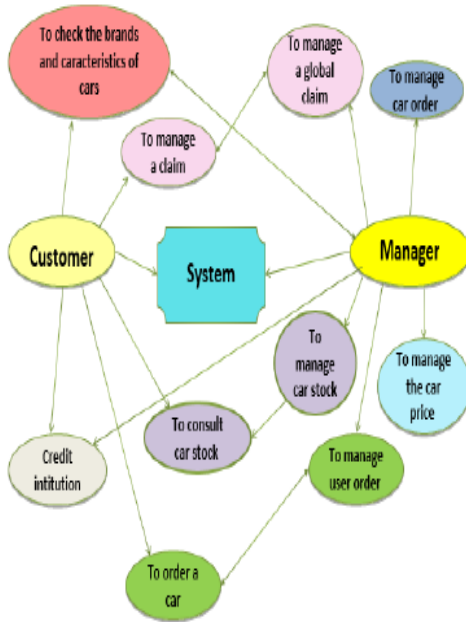 To check the brands
and caracteristics of
cars
To manage
a global
claim
To manage
car order
To manage
a claim
Customer
System
Manager
To
manage
car stock
To manage
the car
price
To consult
car stock
Credit
intitution
To manage
user order
To order a
car